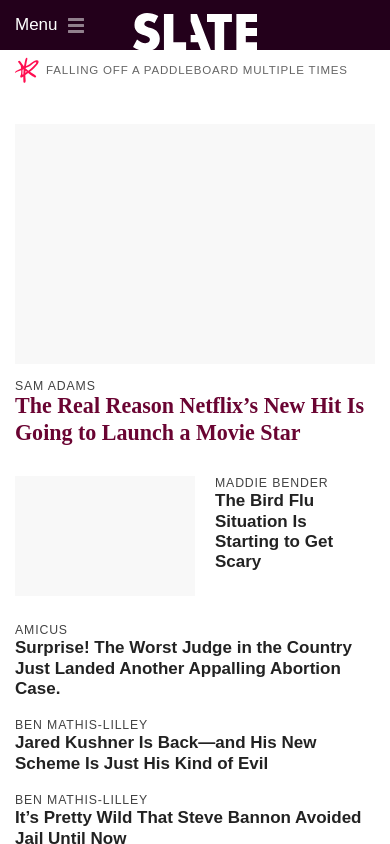 Menu
SLATE
FALLING OFF A PADDLEBOARD MULTIPLE TIMES
SAM ADAMS
The Real Reason Netflix’s New Hit Is
Going to Launch a Movie Star
MADDIE BENDER
The Bird Flu
Situation Is
Starting to Get
Scary
AMICUS
Surprise! The Worst Judge in the Country
Just Landed Another Appalling Abortion
Case.
BEN MATHIS-LILLEY
Jared Kushner Is Back—and His New
Scheme Is Just His Kind of Evil
BEN MATHIS-LILLEY
It’s Pretty Wild That Steve Bannon Avoided
Jail Until Now